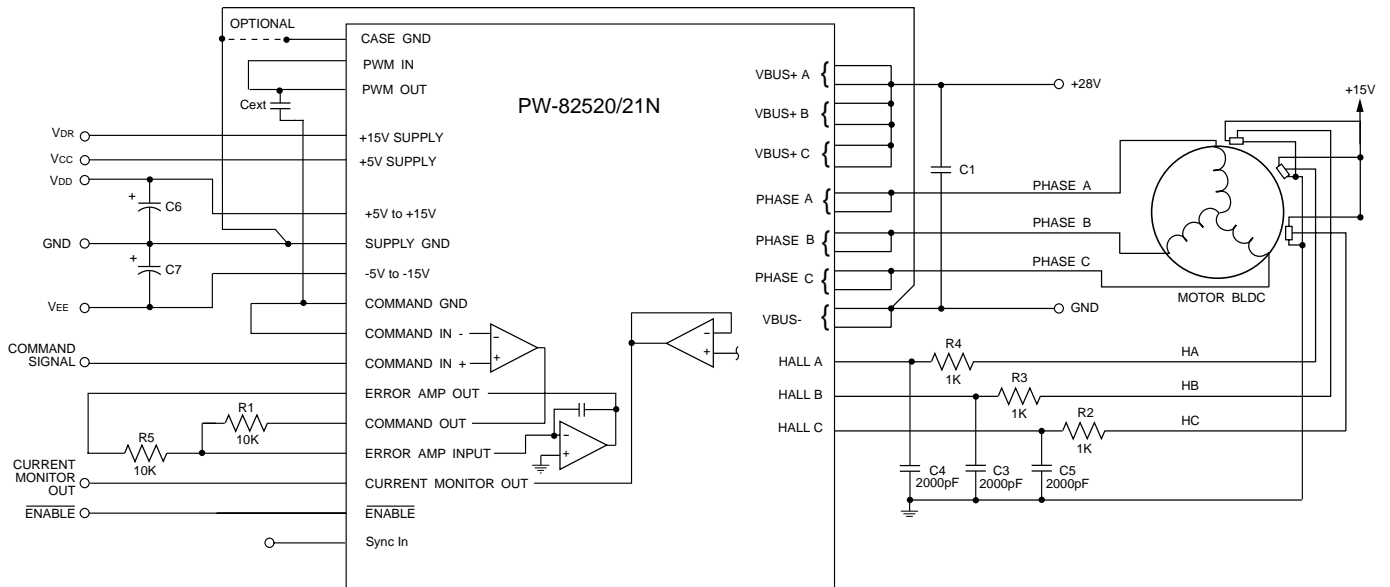 OPTIONAL
CASE GND
PWM IN
PWM OUT
Cext
PW-82520/21N
VDR
+15V SUPPLY
VCC
+5V SUPPLY
VDD
+
C6
+5V to +15V
GND
SUPPLY GND
+
C7
-5V to -15V
VEE
COMMAND GND
COMMAND IN -
COMMAND
SIGNAL
COMMAND IN +
-
+
ERROR AMP OUT
R1
10K
COMMAND OUT
R5
10K
ERROR AMP INPUT
-
+
CURRENT
MONITOR
OUT
CURRENT MONITOR OUT
-
+
ENABLE
ENABLE
Sync In
VBUS+ A {
+28V
VBUS+ B {
VBUS+ C {
C1
PHASE A {
PHASE A
PHASE B {
PHASE B
PHASE C {
PHASE C
+15V
MOTOR BLDC
VBUS- {
GND
HALL A
R4
1K
HA
HALL B
R3
1K
HB
HALL C
R2
1K
HC
C4
2000pF
C3
2000pF
C5
2000pF